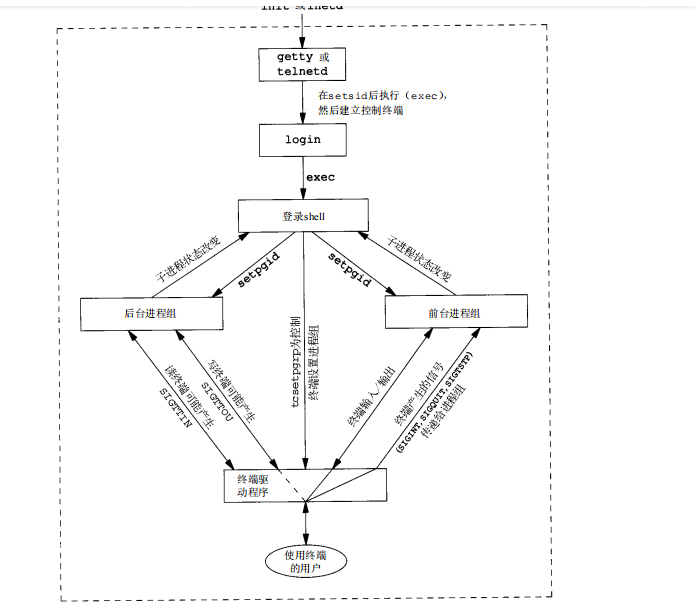 init 或inetd
getty 或
telnetd
在setsid后执行(exec),
然后建立控制终端
login
exec
登录shell
子进程状态改变
setpgid
setpgid
子进程状态改变
后台进程组
前台进程组
读终端可能产生
SIGTTIN
写终端可能产生
SIGTTOU
tcsetpgrp为控制
终端设置进程组
终端输入/输出
终端产生的信号
(SIGINT,SIGQUIT,SIGTSTP)
传递给进程组
终端驱
动程序
使用终端
的用户